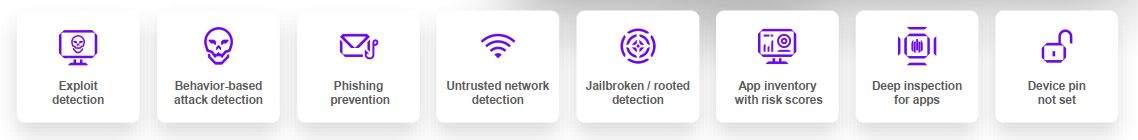 Exploit
detection
Behavior-based
attack detection
Phishing
prevention
Untrusted network
detection
Jailbroken / rooted
detection
App inventory
with risk scores
Deep inspection
for apps
Device pin
not set